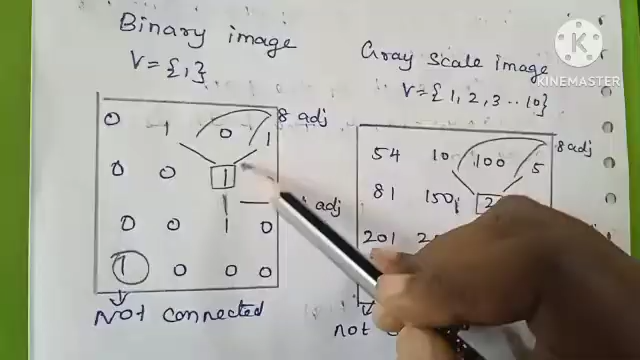 Binary image
V = {1}
0 1 0 1 8 adj
0 0 1
adj
0 0 1 0
1 0 0 0
Not connected
Gray Scale image
V = {1, 2, 3 .. 10}
54 10 100 5 8 adj
81 150 2
201
not
KINEMASTER